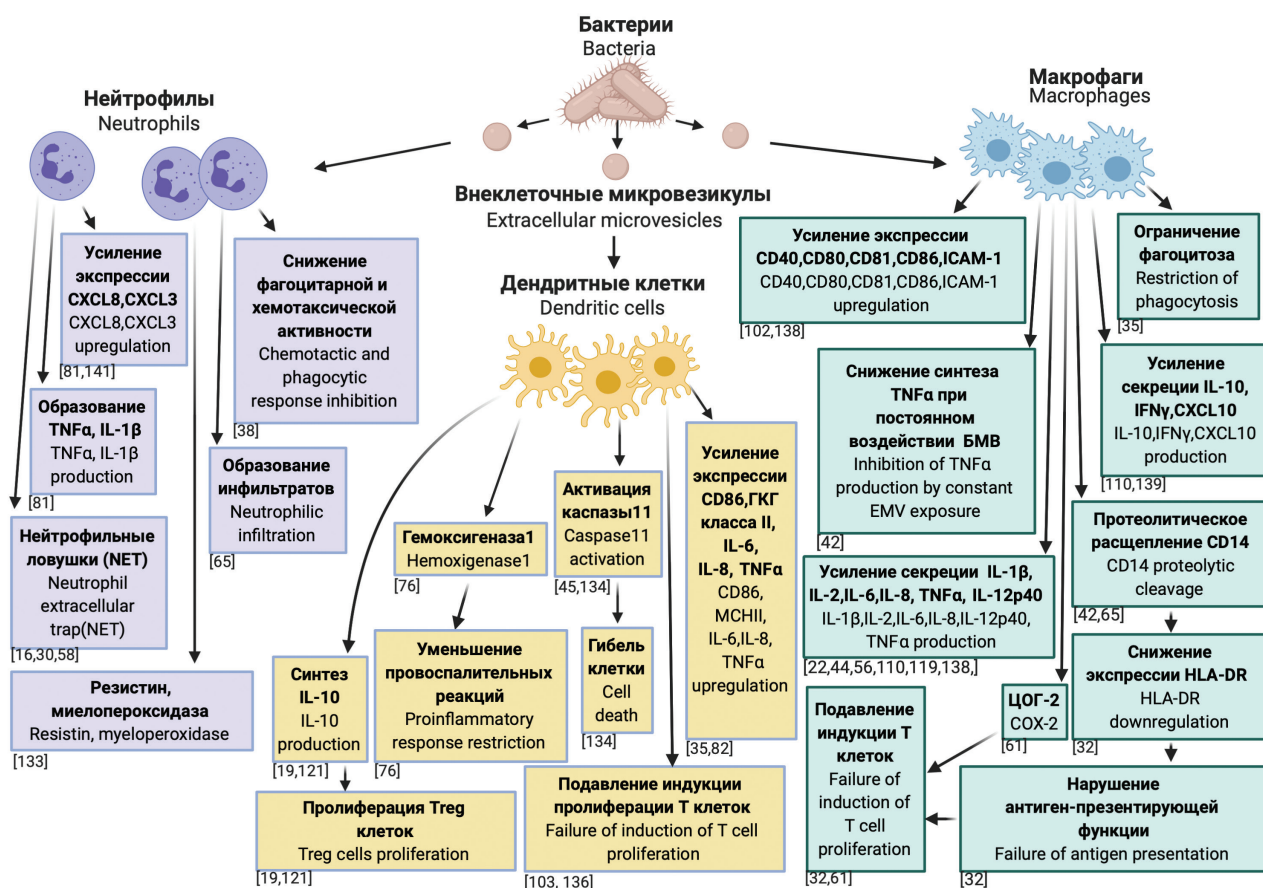 Бактерии
Bacteria
Нейтрофилы
Neutrophils
Макрофаги
Macrophages
Внеклеточные микровезикулы
Extracellular microvesicles
Дендритные клетки
Dendritic cells
Усиление
экспрессии
CXCL8,CXCL3
CXCL8,CXCL3
upregulation
[81,141]
Образование
TNFα, IL-1β
TNFα, IL-1β
production
[81]
Нейтрофильные
ловушки (NET)
Neutrophil
extracellular
trap(NET)
[16,30,58]
Резистин,
миелопероксидаза
Resistin, myeloperoxidase
[133]
Снижение
фагоцитарной и
хемотаксической
активности
Chemotactic and
phagocytic
response inhibition
[38]
Образование
инфильтратов
Neutrophilic
infiltration
[65]
Синтез
IL-10
IL-10
production
[19,121]
Пролиферация Treg
клеток
Treg cells proliferation
[19,121]
Гемоксигеназа1
Hemoxigenase1
[76]
Уменьшение
провоспалительных
реакций
Proinflammatory
response restriction
[76]
Активация
каспазы11
Caspase11
activation
[45,134]
Гибель
клетки
Cell
death
[134]
Подавление индукции
пролиферации Т клеток
Failure of induction of T cell
proliferation
[103, 136]
Усиление
экспрессии
CD86,ГКГ
класса II,
IL-6,
IL-8, TNFα
CD86,
MCHII,
IL-6,IL-8,
TNFα
upregulation
[35,82]
Усиление экспрессии
CD40,CD80,CD81,CD86,ICAM-1
CD40,CD80,CD81,CD86,ICAM-1
upregulation
[102,138]
Снижение синтеза
TNFα при
постоянном
воздействии БМВ
Inhibition of TNFα
production by constant
EMV exposure
[42]
Усиление секреции IL-1β,
IL-2,IL-6,IL-8, TNFα, IL-12p40
IL-1β,IL-2,IL-6,IL-8,IL-12p40,
TNFα production
[22,44,56,110,119,138,]
ЦОГ-2
COX-2
[61]
Подавление
индукции Т
клеток
Failure of
induction of
T cell
proliferation
[32,61]
Ограничение
фагоцитоза
Restriction of
phagocytosis
[35]
Усиление
секреции IL-10,
IFNγ,CXCL10
IL-10,IFNγ,CXCL10
production
[110,139]
Протеолитическое
расщепление CD14
CD14 proteolytic
cleavage
[42,65]
Снижение
экспрессии HLA-DR
HLA-DR
downregulation
[32]
Нарушение
антиген-презентирующей
функции
Failure of antigen presentation
[32]